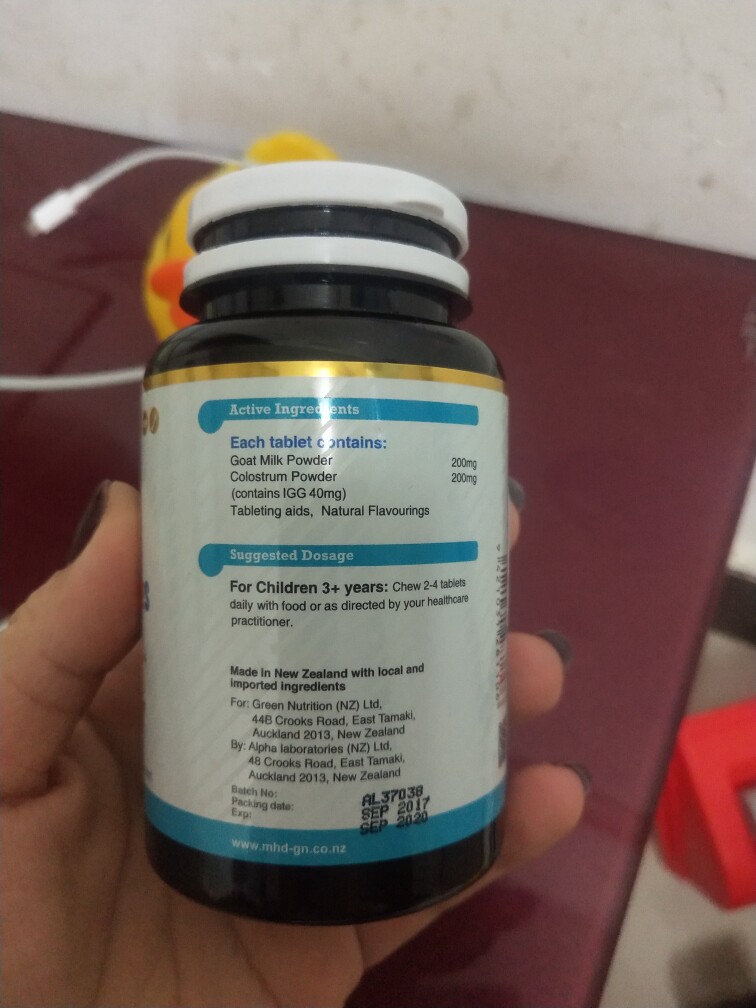 Active Ingredients
Each tablet contains:
Goat Milk Powder 200mg
Colostrum Powder 200mg
(contains IGG 40mg)
Tableting aids, Natural Flavourings
Suggested Dosage
For Children 3+ years: Chew 2-4 tablets
daily with food or as directed by your healthcare
practitioner.
Made in New Zealand with local and
imported ingredients
For: Green Nutrition (NZ) Ltd,
44B Crooks Road, East Tamaki,
Auckland 2013, New Zealand
By: Alpha laboratories (NZ) Ltd,
48 Crooks Road, East Tamaki,
Auckland 2013, New Zealand
Batch No: AL37038
Packing date: SEP 2017
Exp: SEP 2020
www.mhd-gn.co.nz